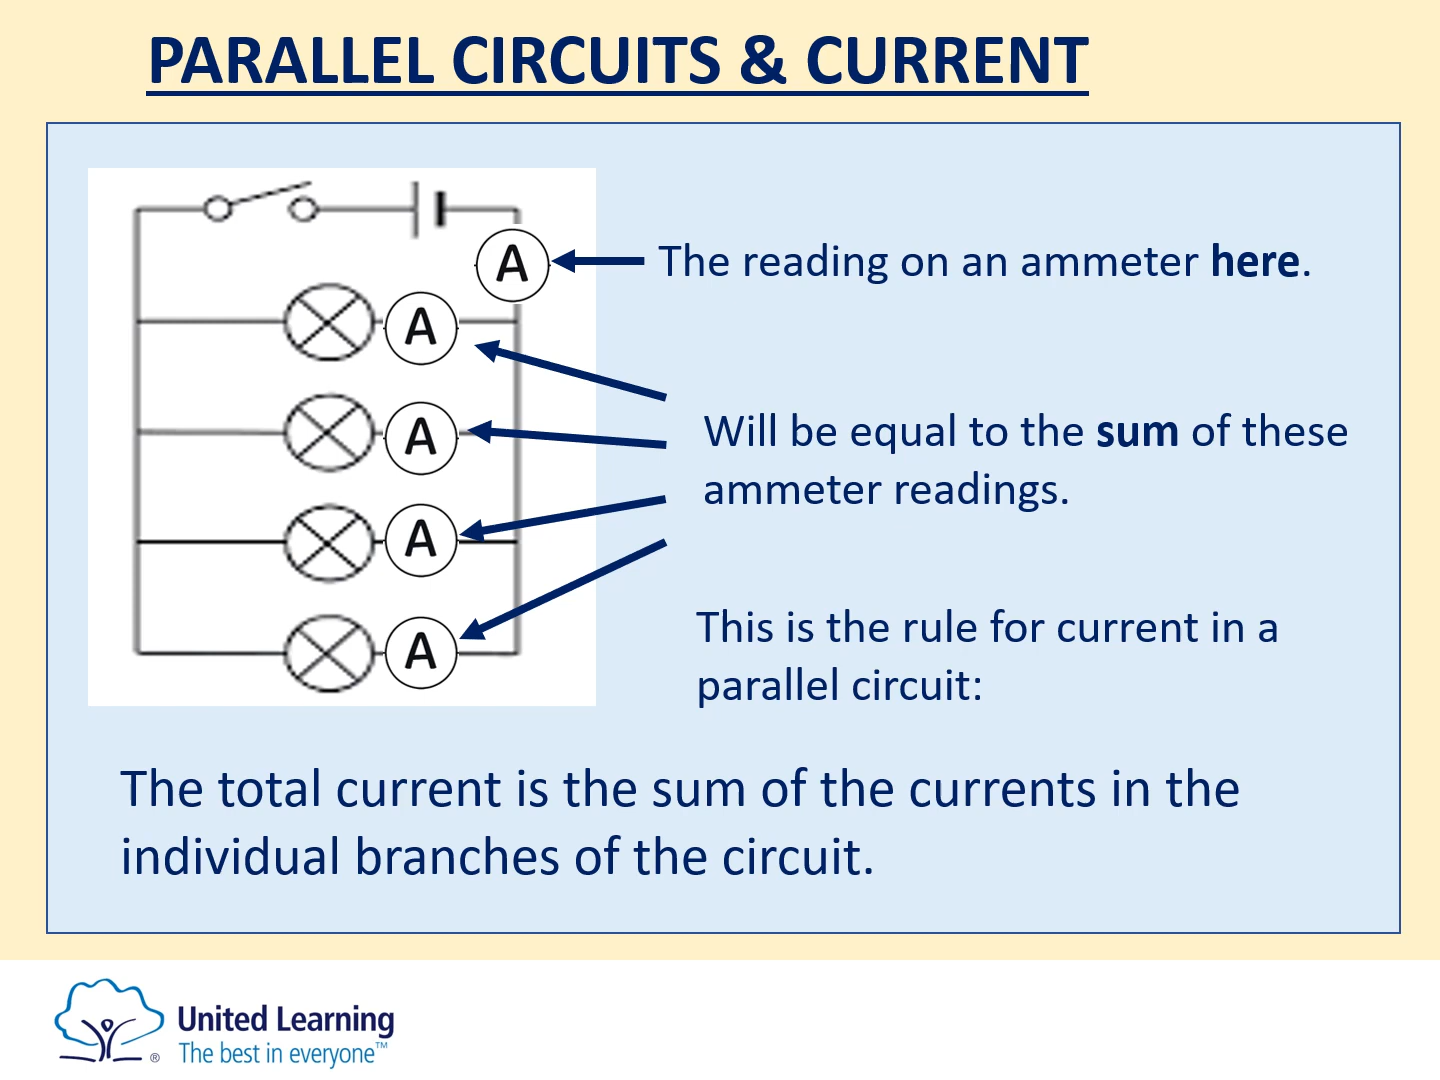 PARALLEL CIRCUITS & CURRENT
A
The reading on an ammeter here.
A
A
Will be equal to the sum of these
ammeter readings.
A
A
This is the rule for current in a
parallel circuit:
The total current is the sum of the currents in the
individual branches of the circuit.
United Learning
The best in everyone™
®